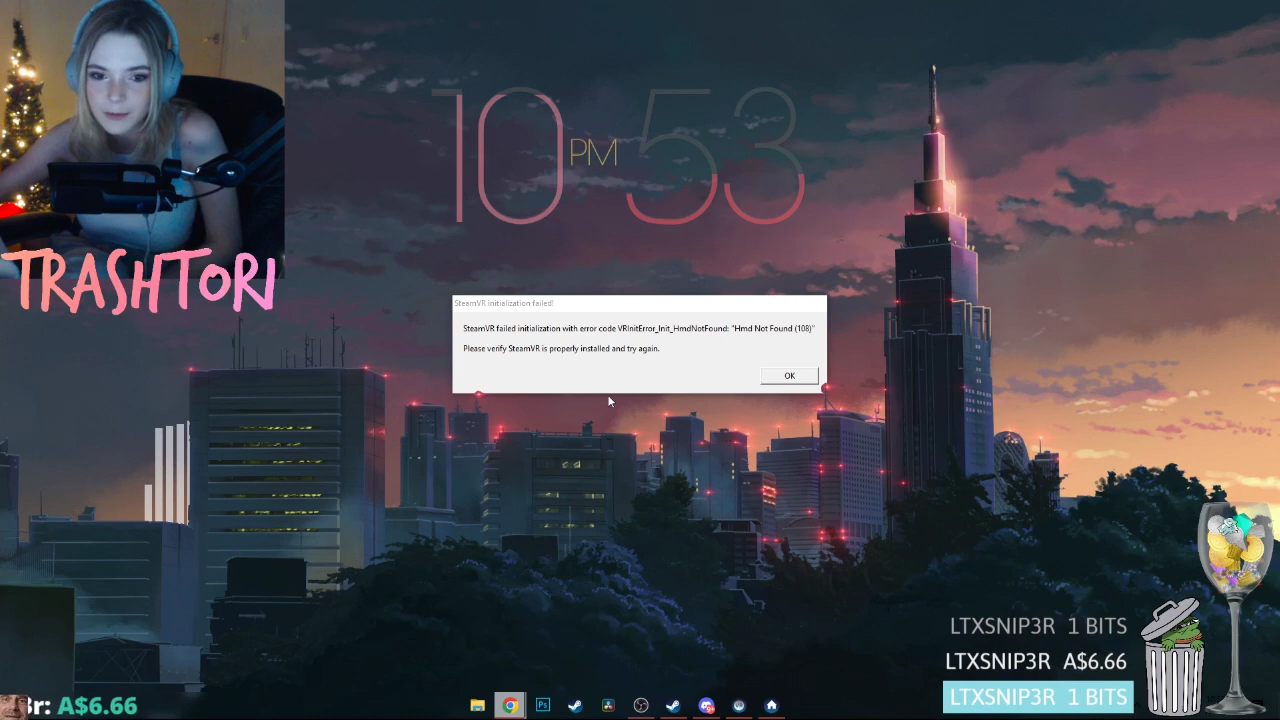 10 PM 53
TRASHTORI
SteamVR initialization failed!
SteamVR failed initialization with error code VRInitError_Init_HmdNotFound: "Hmd Not Found (108)"
Please verify SteamVR is properly installed and try again.
OK
LTXSNIP3R 1 BITS
LTXSNIP3R A$6.66
LTXSNIP3R 1 BITS
3r: A$6.66
Ps